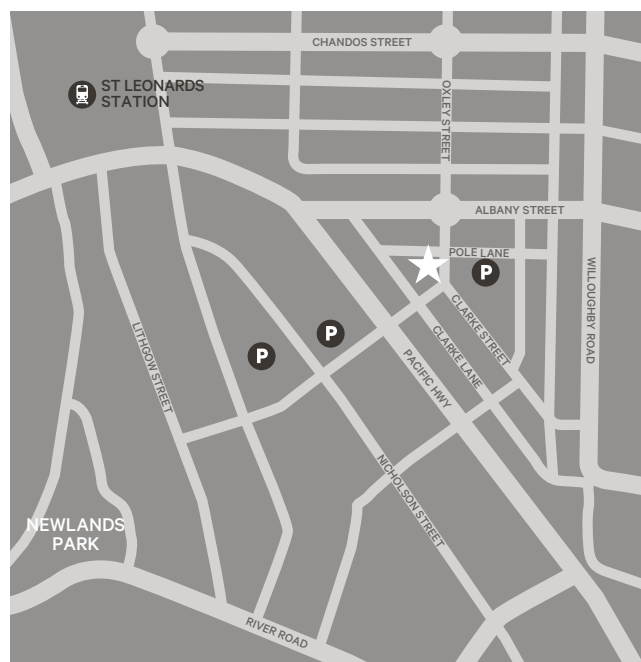 CHANDOS STREET
ST LEONARDS
STATION
OXLEY STREET
ALBANY STREET
POLE LANE
P
WILLOUGHBY ROAD
CLARKE STREET
P
P
CLARKE LANE
LITHGOW STREET
PACIFIC HWY
NICHOLSON STREET
NEWLANDS
PARK
RIVER ROAD